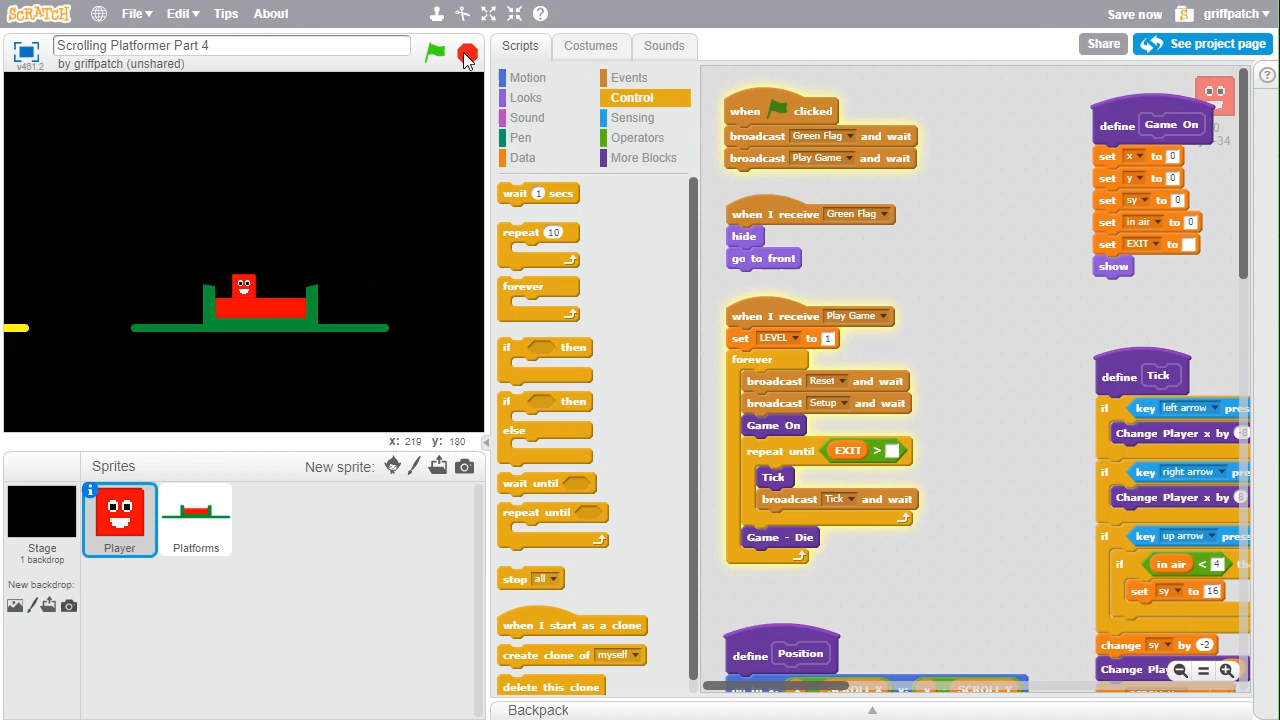 SCRATCH File Edit Tips About Save now griffpatch
Scrolling Platformer Part 4
by griffpatch (unshared)
v461.2
Scripts Costumes Sounds Share See project page
Motion Events
Looks Control
Sound Sensing
Pen Operators
Data More Blocks
wait 1 secs
repeat 10
forever
if then
if then
else
wait until
repeat until
stop all
when I start as a clone
create clone of myself
delete this clone
when clicked
broadcast Green Flag and wait
broadcast Play Game and wait
when I receive Green Flag
hide
go to front
when I receive Play Game
set LEVEL to 1
forever
broadcast Reset and wait
broadcast Setup and wait
Game On
repeat until EXIT >
Tick
broadcast Tick and wait
Game - Die
define Position
define Game On
set x to 0
set y to 0
set sy to 0
set in air to 0
set EXIT to
show
define Tick
if key left arrow
Change Player x by
if key right arrow
Change Player x by 8
if key up arrow
if in air < 4
set sy to 16
change sy by -2
x: 219 y: 180
Sprites New sprite:
Stage
1 backdrop
Player
Platforms
New backdrop:
Backpack